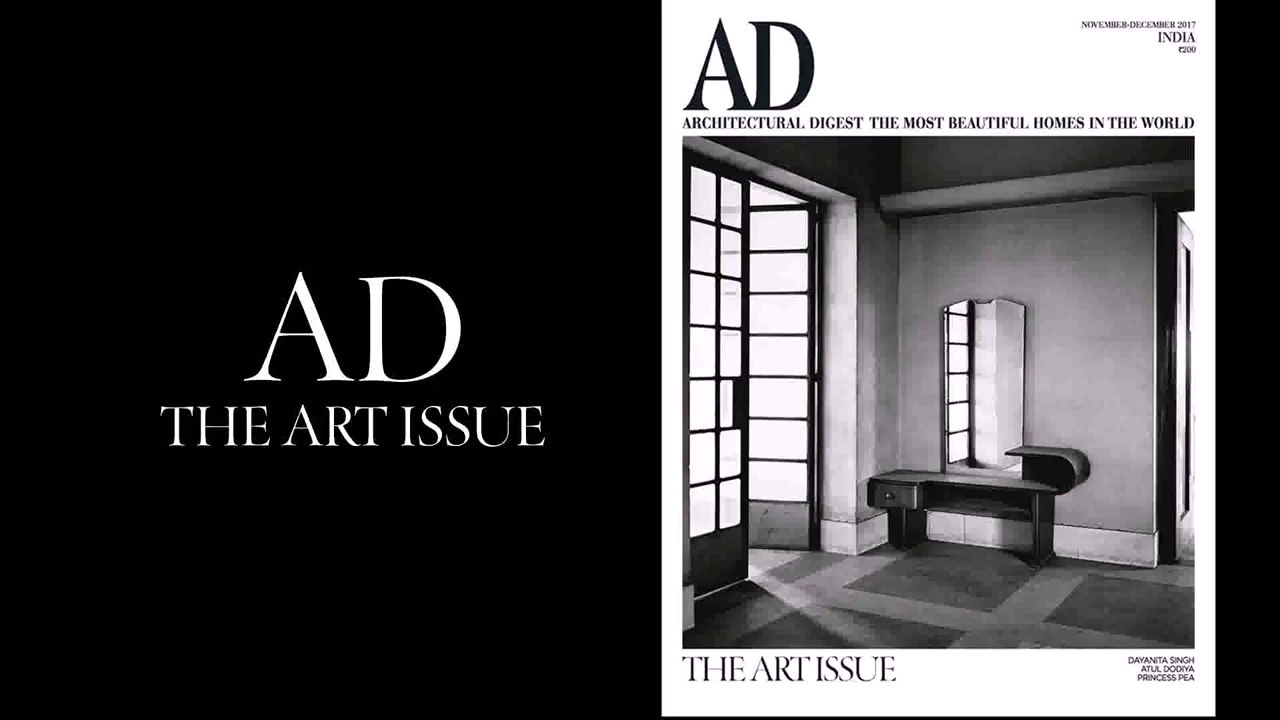 AD
THE ART ISSUE
AD
NOVEMBER-DECEMBER 2017
INDIA
₹200
ARCHITECTURAL DIGEST THE MOST BEAUTIFUL HOMES IN THE WORLD
THE ART ISSUE
DAYANITA SINGH
ATUL DODIYA
PRINCESS PEA